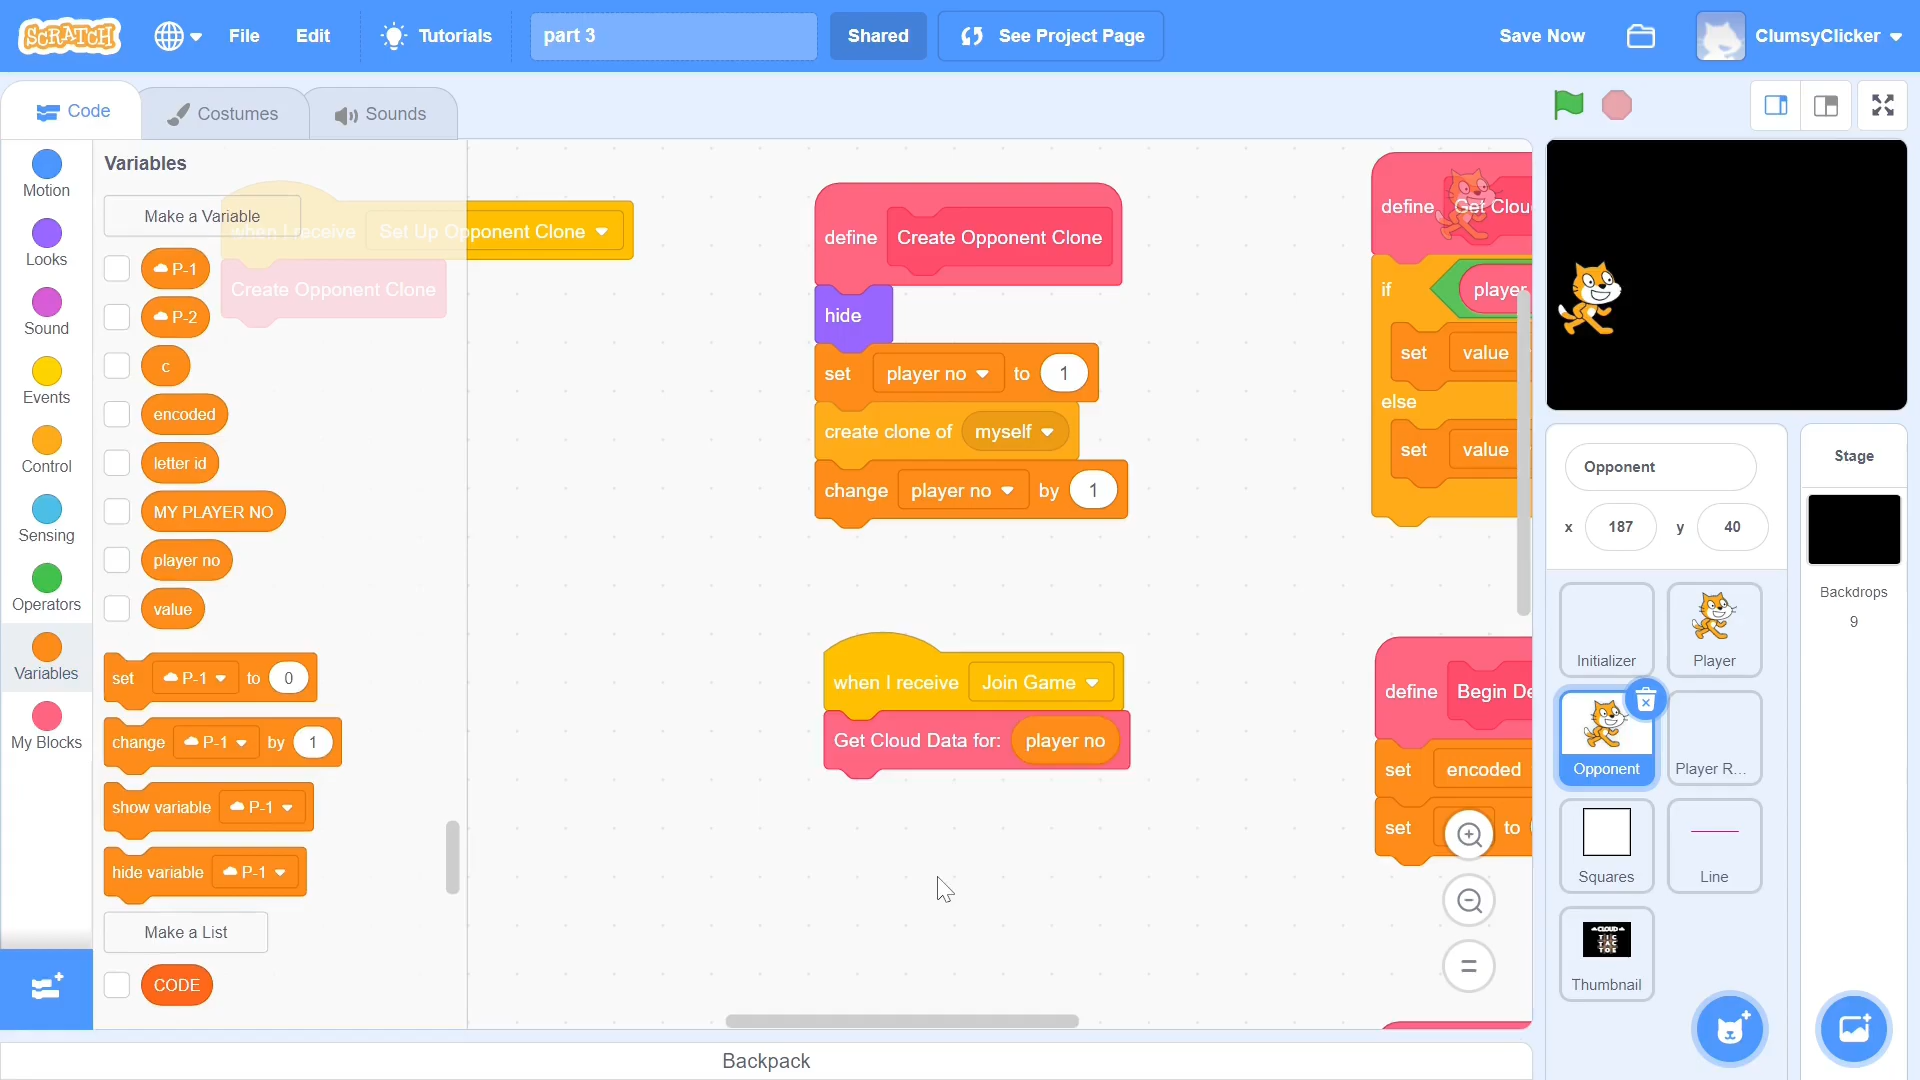 SCRATCH
File
Edit
Tutorials
part 3
Shared
See Project Page
Save Now
ClumsyClicker
Code
Costumes
Sounds
Motion
Looks
Sound
Events
Control
Sensing
Operators
Variables
My Blocks
Variables
Make a Variable
P-1
P-2
c
encoded
letter id
MY PLAYER NO
player no
value
set P-1 to 0
change P-1 by 1
show variable P-1
hide variable P-1
Make a List
CODE
when I receive Set Up Opponent Clone
Create Opponent Clone
define Create Opponent Clone
hide
set player no to 1
create clone of myself
change player no by 1
when I receive Join Game
Get Cloud Data for: player no
define Get Clou
if player
set value
else
set value
define Begin De
set encoded
set to
Opponent
x 187 y 40
Initializer
Player
Opponent
Player R...
Squares
Line
CLOUD
TIC
TAC
TOE
Thumbnail
Stage
Backdrops
9
Backpack